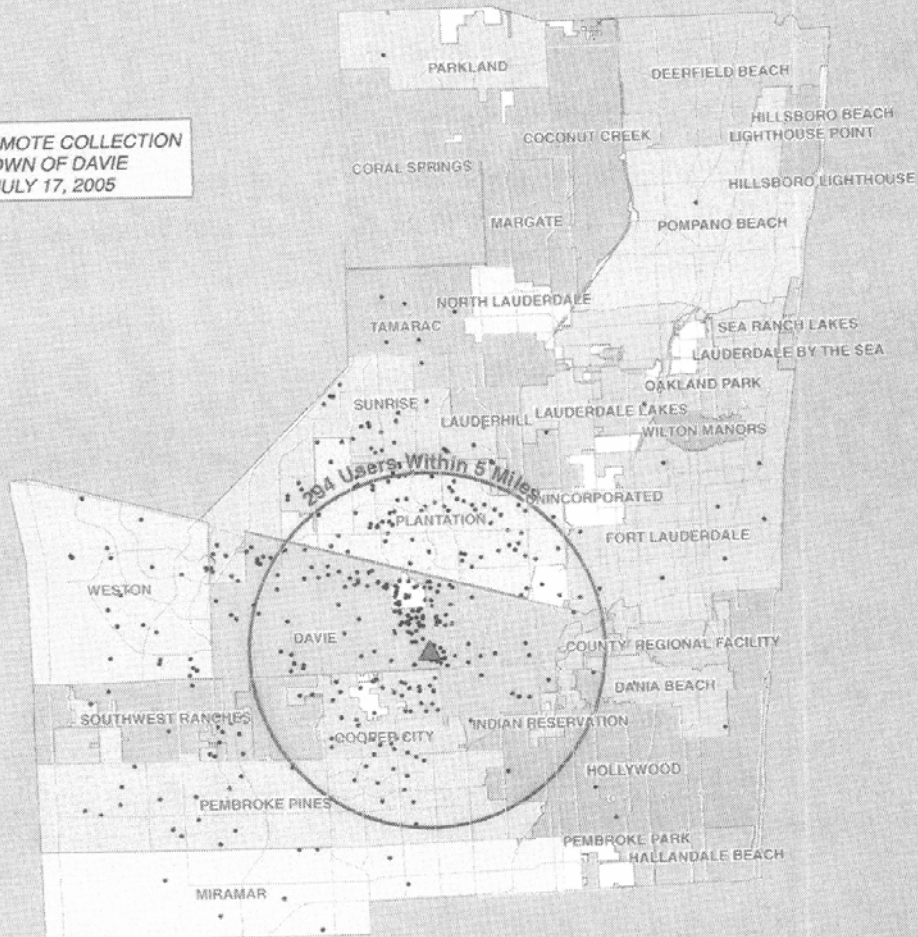 PARKLAND
DEERFIELD BEACH
HILLSBORO BEACH
MOTE COLLECTION
OWN OF DAVIE
ULY 17, 2005
COCONUT CREEK
LIGHTHOUSE POINT
CORAL SPRINGS
HILLSBORO LIGHTHOUSE
MARGATE
POMPANO BEACH
NORTH LAUDERDALE
TAMARAC
SEA RANCH LAKES
LAUDERDALE BY THE SEA
OAKLAND PARK
SUNRISE
LAUDERHILL
LAUDERDALE LAKES
WILTON MANORS
294 Users Within 5 Miles
UNINCORPORATED
PLANTATION
FORT LAUDERDALE
WESTON
DAVIE
COUNTY REGIONAL FACILITY
DANIA BEACH
SOUTHWEST RANCHES
INDIAN RESERVATION
COOPER CITY
HOLLYWOOD
PEMBROKE PINES
PEMBROKE PARK
HALLANDALE BEACH
MIRAMAR